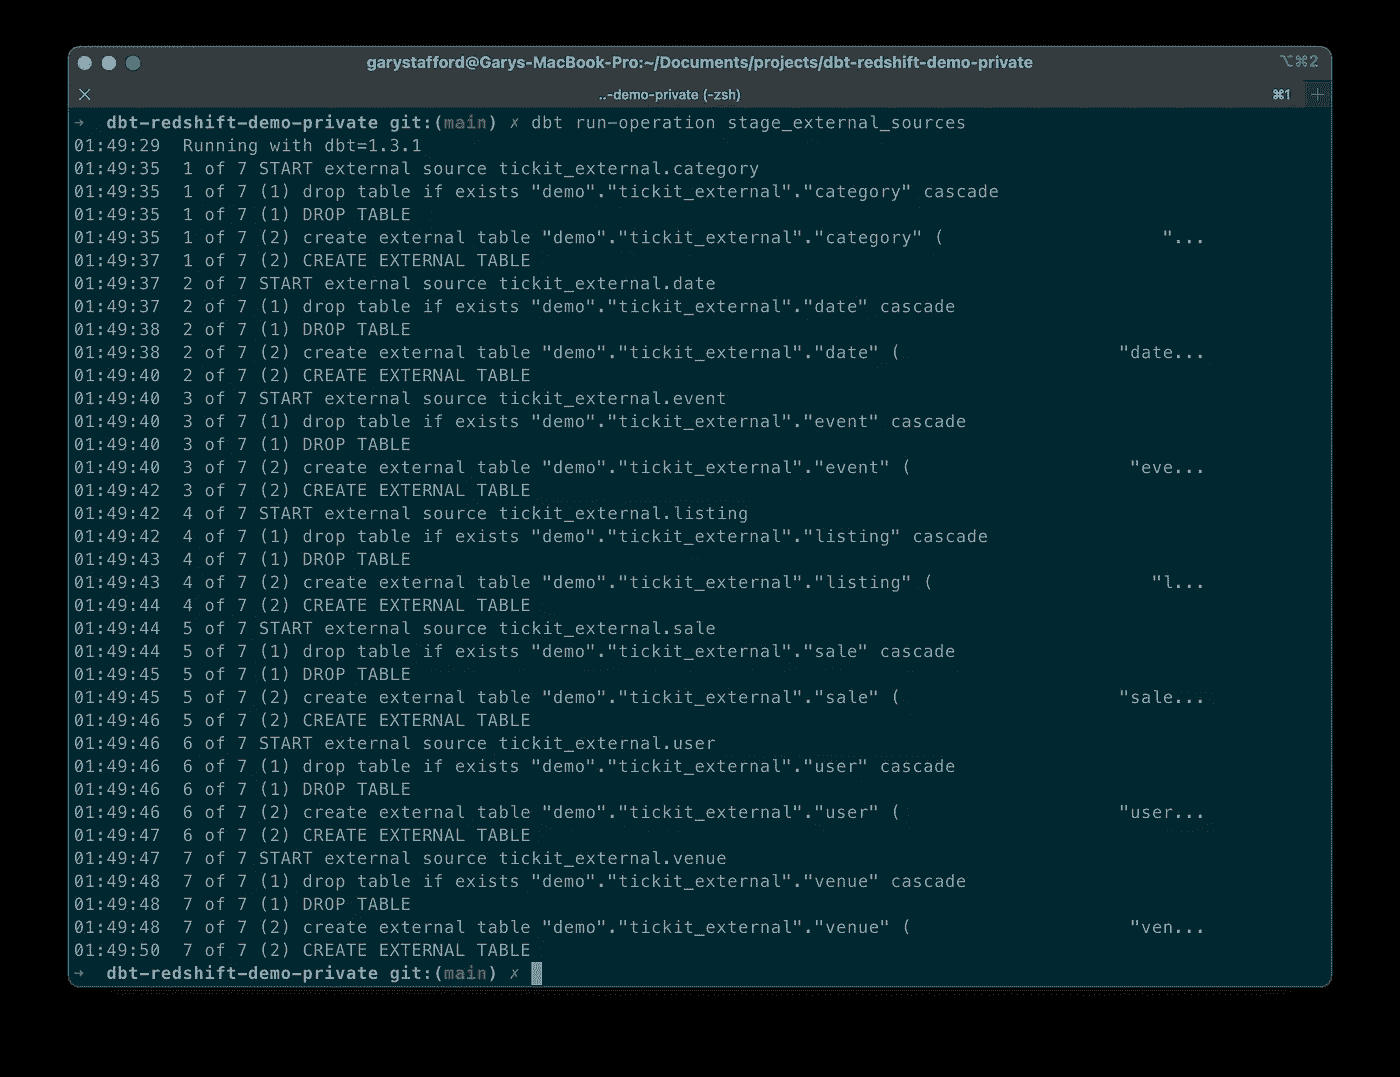 garystafford@Garys-MacBook-Pro:~/Documents/projects/dbt-redshift-demo-private ⌥⌘2
..-demo-private (-zsh) ⌘1
→ dbt-redshift-demo-private git:(main) ✗ dbt run-operation stage_external_sources
01:49:29  Running with dbt=1.3.1
01:49:35  1 of 7 START external source tickit_external.category
01:49:35  1 of 7 (1) drop table if exists "demo"."tickit_external"."category" cascade
01:49:35  1 of 7 (1) DROP TABLE
01:49:35  1 of 7 (2) create external table "demo"."tickit_external"."category" (                    "...
01:49:37  1 of 7 (2) CREATE EXTERNAL TABLE
01:49:37  2 of 7 START external source tickit_external.date
01:49:37  2 of 7 (1) drop table if exists "demo"."tickit_external"."date" cascade
01:49:38  2 of 7 (1) DROP TABLE
01:49:38  2 of 7 (2) create external table "demo"."tickit_external"."date" (                    "date...
01:49:40  2 of 7 (2) CREATE EXTERNAL TABLE
01:49:40  3 of 7 START external source tickit_external.event
01:49:40  3 of 7 (1) drop table if exists "demo"."tickit_external"."event" cascade
01:49:40  3 of 7 (1) DROP TABLE
01:49:40  3 of 7 (2) create external table "demo"."tickit_external"."event" (                    "eve...
01:49:42  3 of 7 (2) CREATE EXTERNAL TABLE
01:49:42  4 of 7 START external source tickit_external.listing
01:49:42  4 of 7 (1) drop table if exists "demo"."tickit_external"."listing" cascade
01:49:43  4 of 7 (1) DROP TABLE
01:49:43  4 of 7 (2) create external table "demo"."tickit_external"."listing" (                    "l...
01:49:44  4 of 7 (2) CREATE EXTERNAL TABLE
01:49:44  5 of 7 START external source tickit_external.sale
01:49:44  5 of 7 (1) drop table if exists "demo"."tickit_external"."sale" cascade
01:49:45  5 of 7 (1) DROP TABLE
01:49:45  5 of 7 (2) create external table "demo"."tickit_external"."sale" (                    "sale...
01:49:46  5 of 7 (2) CREATE EXTERNAL TABLE
01:49:46  6 of 7 START external source tickit_external.user
01:49:46  6 of 7 (1) drop table if exists "demo"."tickit_external"."user" cascade
01:49:46  6 of 7 (1) DROP TABLE
01:49:46  6 of 7 (2) create external table "demo"."tickit_external"."user" (                    "user...
01:49:47  6 of 7 (2) CREATE EXTERNAL TABLE
01:49:47  7 of 7 START external source tickit_external.venue
01:49:48  7 of 7 (1) drop table if exists "demo"."tickit_external"."venue" cascade
01:49:48  7 of 7 (1) DROP TABLE
01:49:48  7 of 7 (2) create external table "demo"."tickit_external"."venue" (                    "ven...
01:49:50  7 of 7 (2) CREATE EXTERNAL TABLE
→ dbt-redshift-demo-private git:(main) ✗